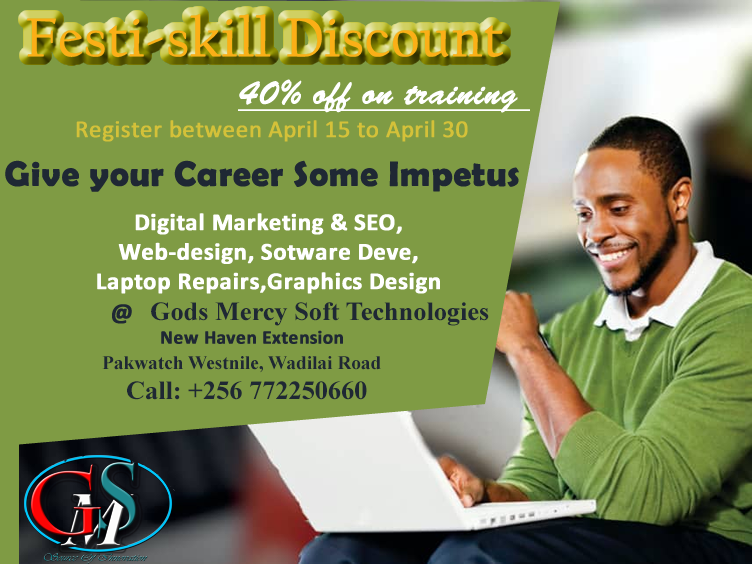 Festi-skill Discount
40% off on training
Register between April 15 to April 30
Give your Career Some Impetus
Digital Marketing & SEO,
Web-design, Sotware Deve,
Laptop Repairs,Graphics Design
@ Gods Mercy Soft Technologies
New Haven Extension
Pakwatch Westnile, Wadilai Road
Call: +256 772250660
GMS